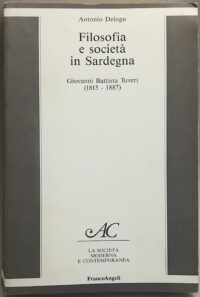 Antonio Delogu
Filosofia
e società
in Sardegna
Giovanni Battista Tuveri
(1815 - 1887)
AC
LA SOCIETÀ
MODERNA
E CONTEMPORANEA
FrancoAngeli